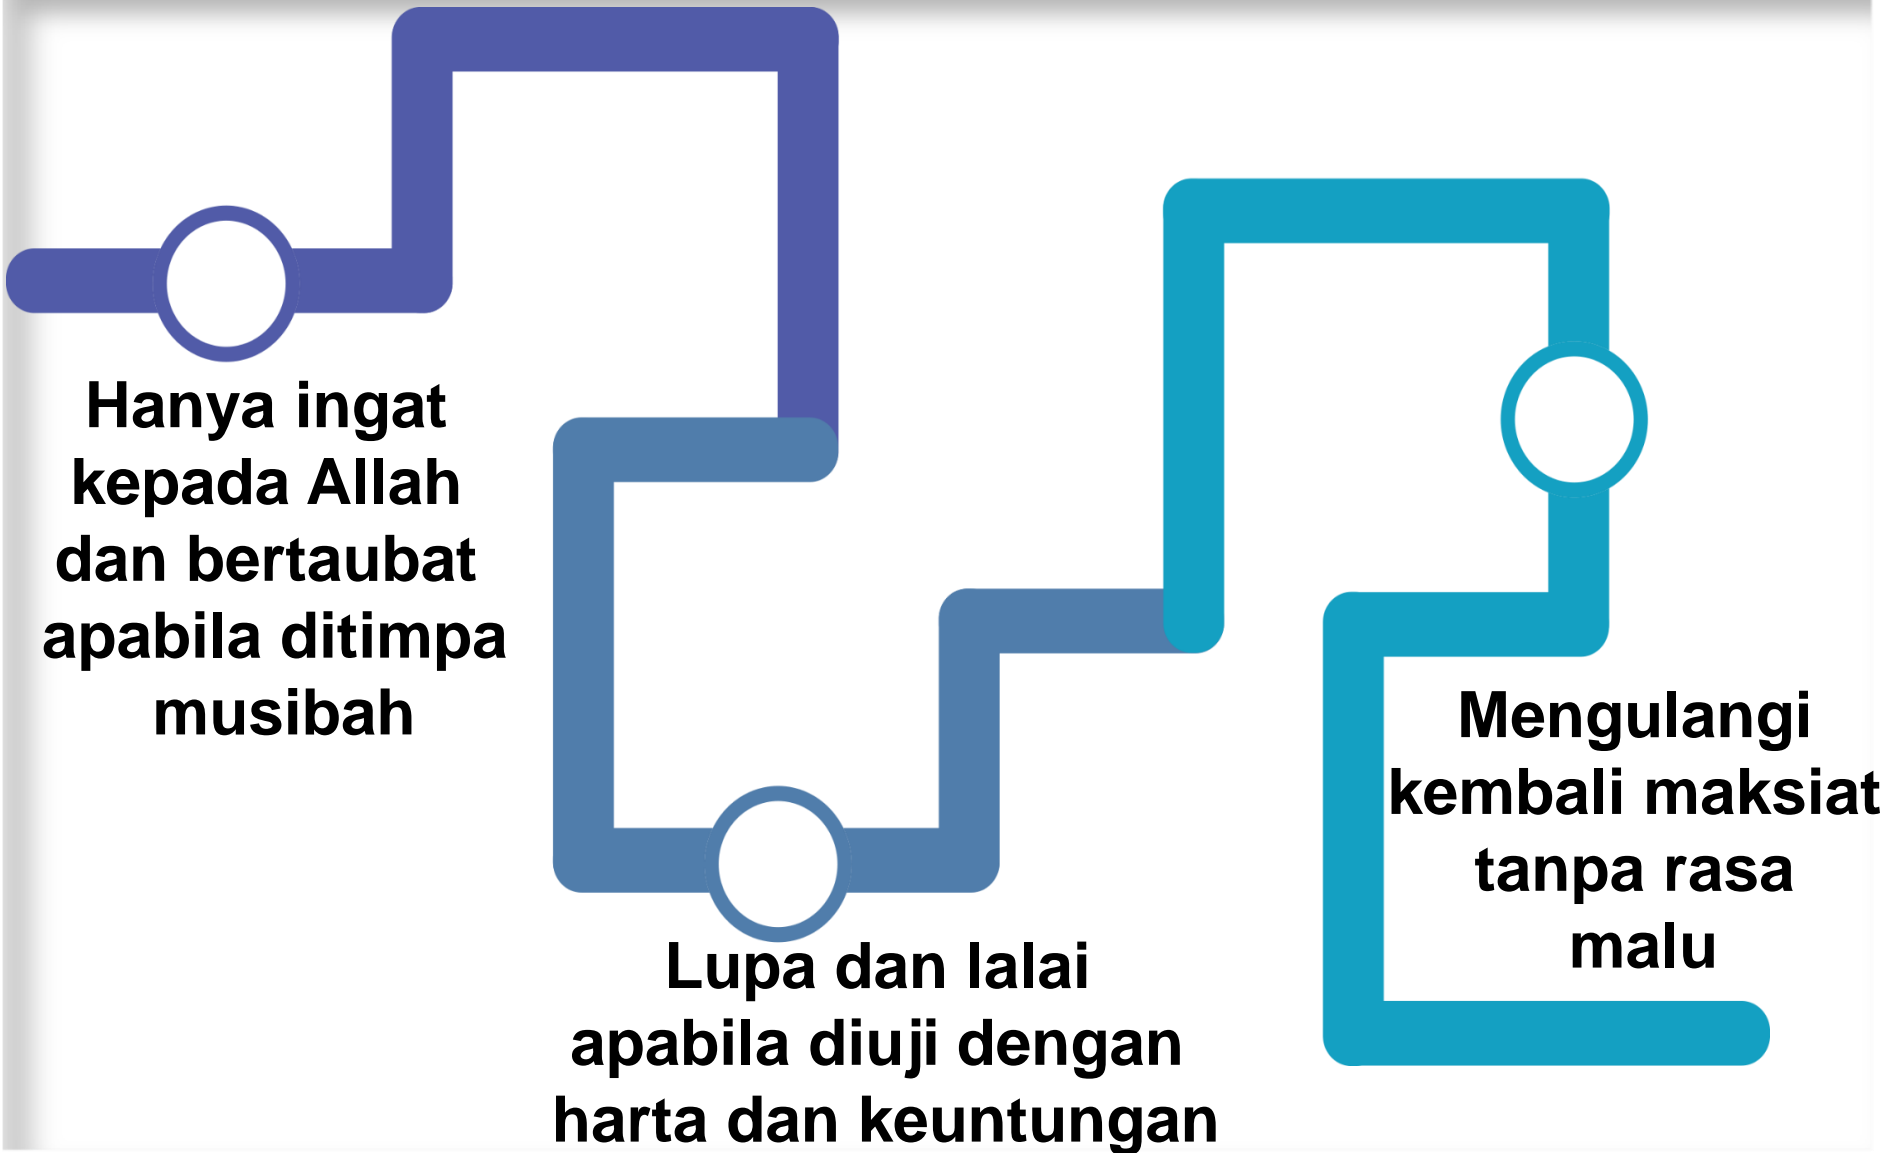 Hanya ingat
kepada Allah
dan bertaubat
apabila ditimpa
musibah
Lupa dan lalai
apabila diuji dengan
harta dan keuntungan
Mengulangi
kembali maksiat
tanpa rasa
malu